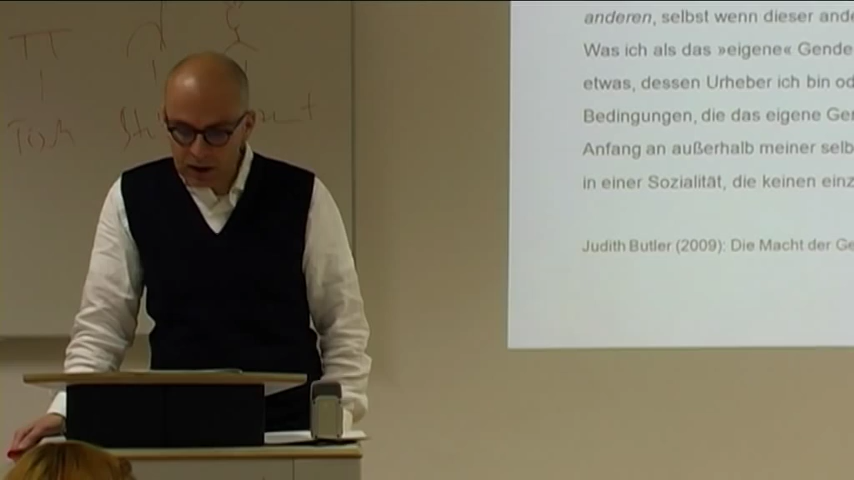 anderen, selbst wenn dieser ande
Was ich als das »eigene« Gende
etwas, dessen Urheber ich bin od
Bedingungen, die das eigene Gen
Anfang an außerhalb meiner selb
in einer Sozialität, die keinen einz
Judith Butler (2009): Die Macht der Ge